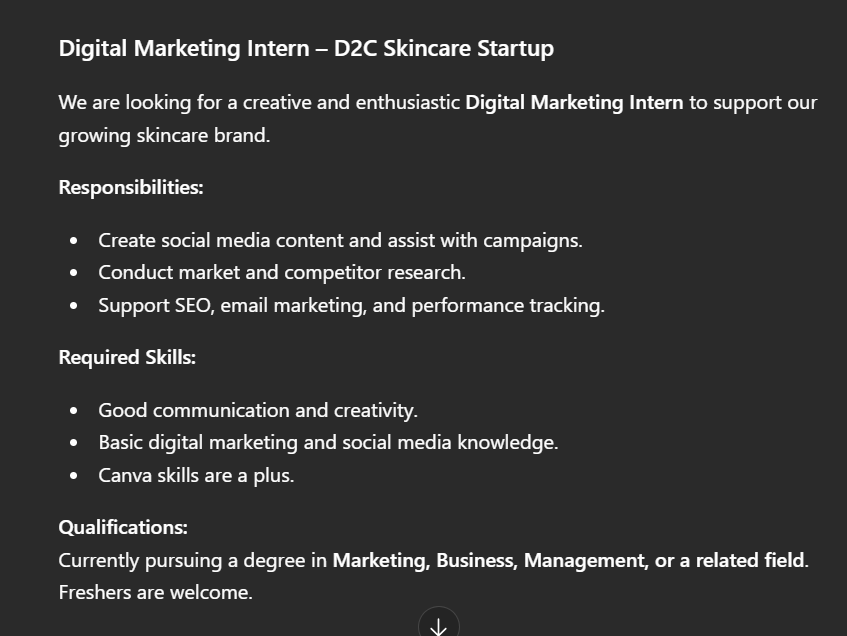 Digital Marketing Intern – D2C Skincare Startup
We are looking for a creative and enthusiastic Digital Marketing Intern to support our
growing skincare brand.
Responsibilities:
• Create social media content and assist with campaigns.
• Conduct market and competitor research.
• Support SEO, email marketing, and performance tracking.
Required Skills:
• Good communication and creativity.
• Basic digital marketing and social media knowledge.
• Canva skills are a plus.
Qualifications:
Currently pursuing a degree in Marketing, Business, Management, or a related field.
Freshers are welcome.